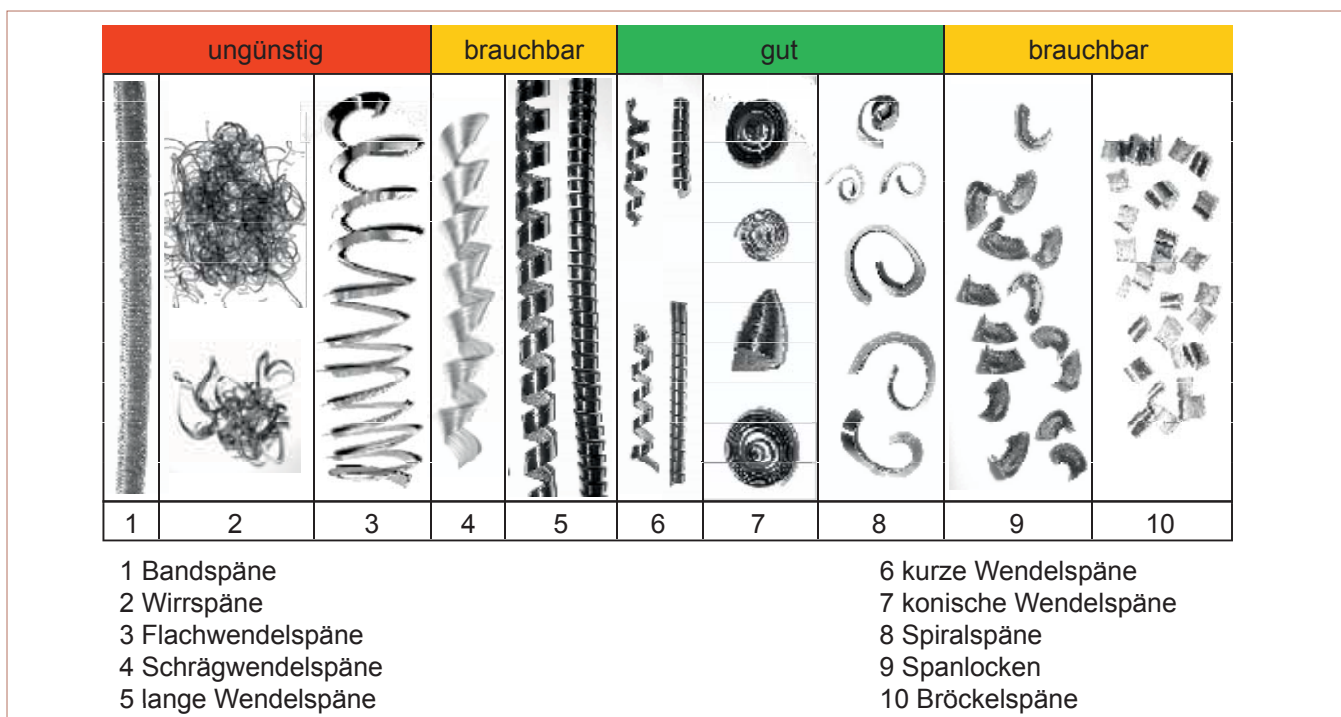 ungünstig brauchbar gut brauchbar
1 2 3 4 5 6 7 8 9 10
1 Bandspäne
2 Wirrspäne
3 Flachwendelspäne
4 Schrägwendelspäne
5 lange Wendelspäne
6 kurze Wendelspäne
7 konische Wendelspäne
8 Spiralspäne
9 Spanlocken
10 Bröckelspäne